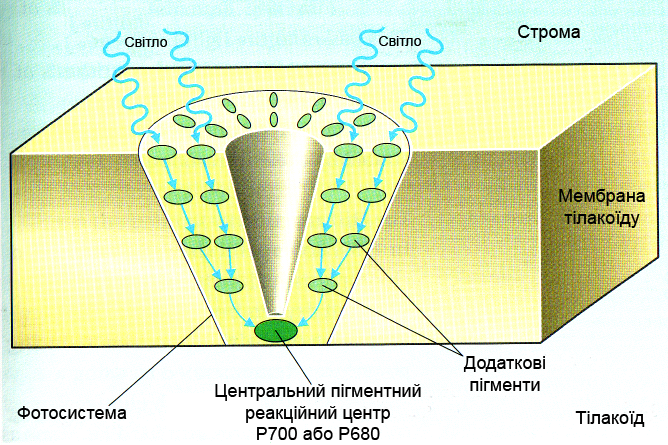 Світло
Світло
Строма
Мембрана
тілакоїду
Додаткові
пігменти
Центральний пігментний
реакційний центр
Р700 або Р680
Фотосистема
Тілакоїд